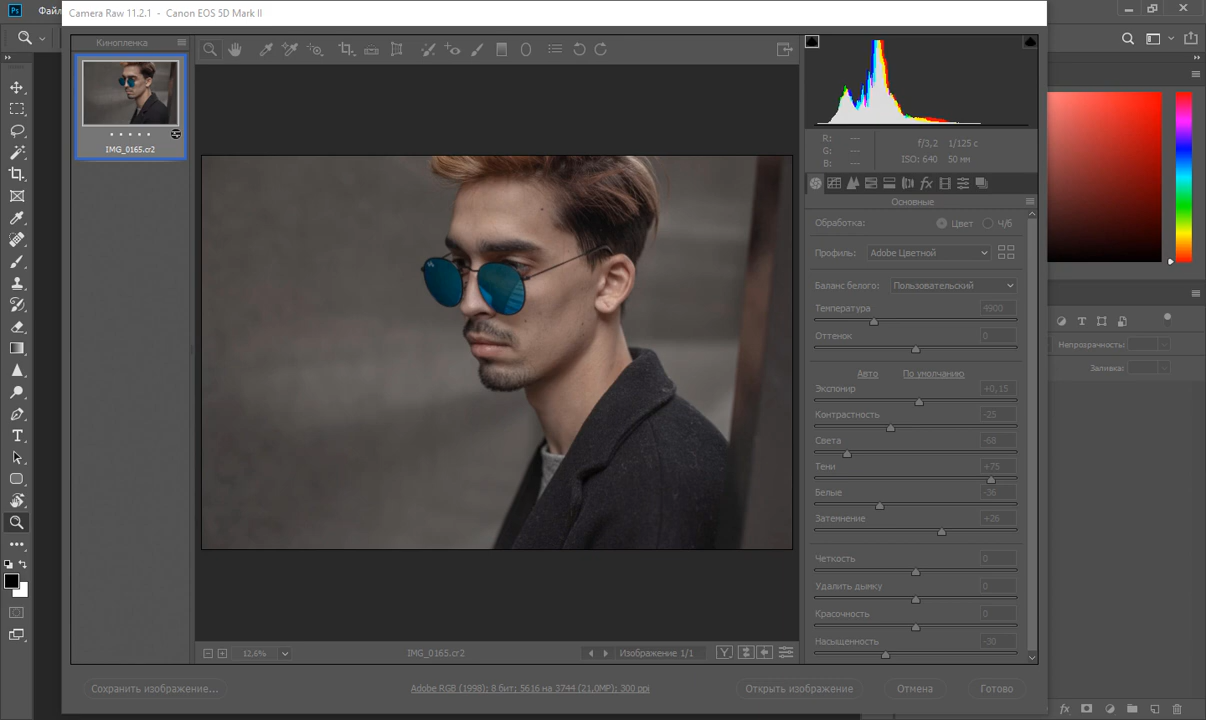 Ps
Файл
Camera Raw 11.2.1 - Canon EOS 5D Mark II
Кинопленка
IMG_0165.cr2
R: ---
G: ---
B: ---
f/3,2 1/125 с
ISO: 640 50 мм
Основные
Обработка: Цвет Ч/б
Профиль: Adobe Цветной
Баланс белого: Пользовательский
Температура 4900
Оттенок 0
Авто По умолчанию
Экспонир +0,15
Контрастность -25
Света -68
Тени +75
Белые -36
Затемнение +26
Четкость 0
Удалить дымку 0
Красочность 0
Насыщенность -30
12,6% IMG_0165.cr2 Изображение 1/1
Сохранить изображение... Adobe RGB (1998); 8 бит; 5616 на 3744 (21,0MP); 300 ppi Открыть изображение Отмена Готово
Непрозрачность:
Заливка: